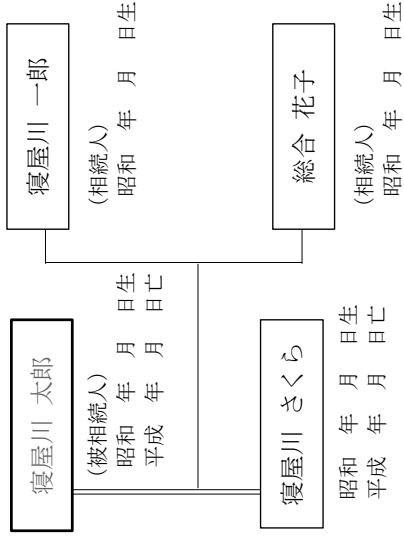 寝屋川 太郎
(被相続人)
昭和 年 月 日生
平成 年 月 日亡
寝屋川 さくら
昭和 年 月 日生
平成 年 月 日亡
寝屋川 一郎
(相続人)
昭和 年 月 日生
総合 花子
(相続人)
昭和 年 月 日生